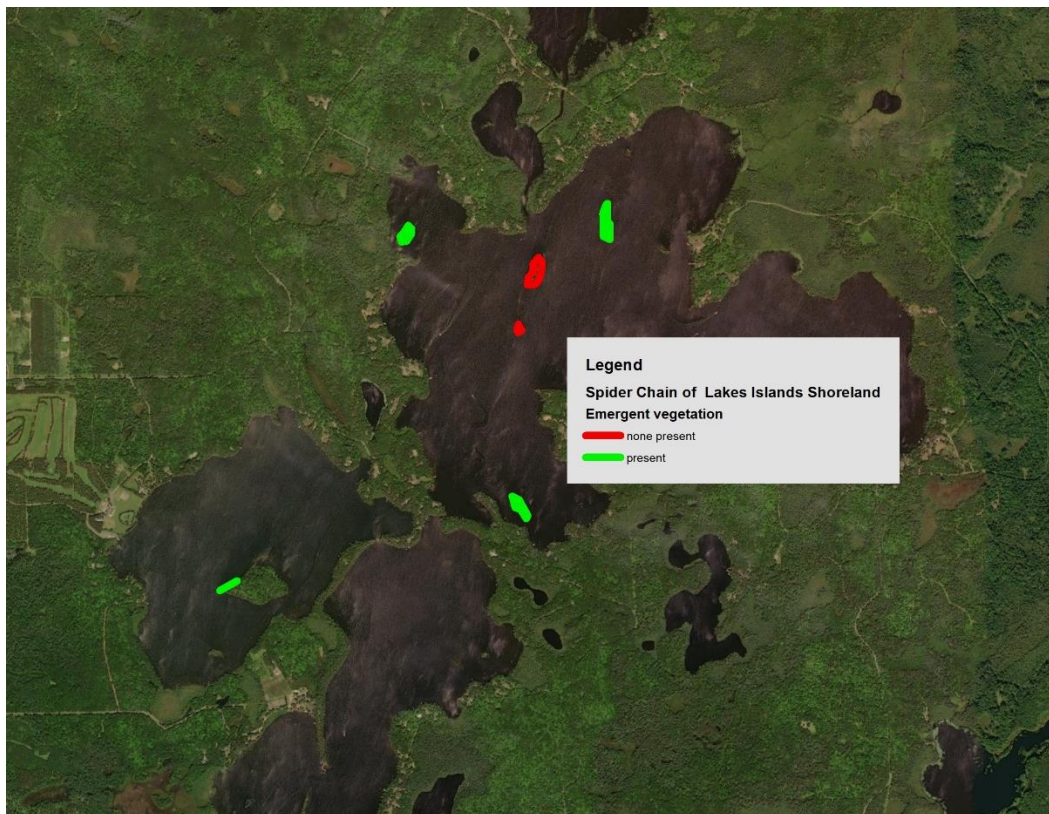 Legend
Spider Chain of Lakes Islands Shoreland
Emergent vegetation
none present
present